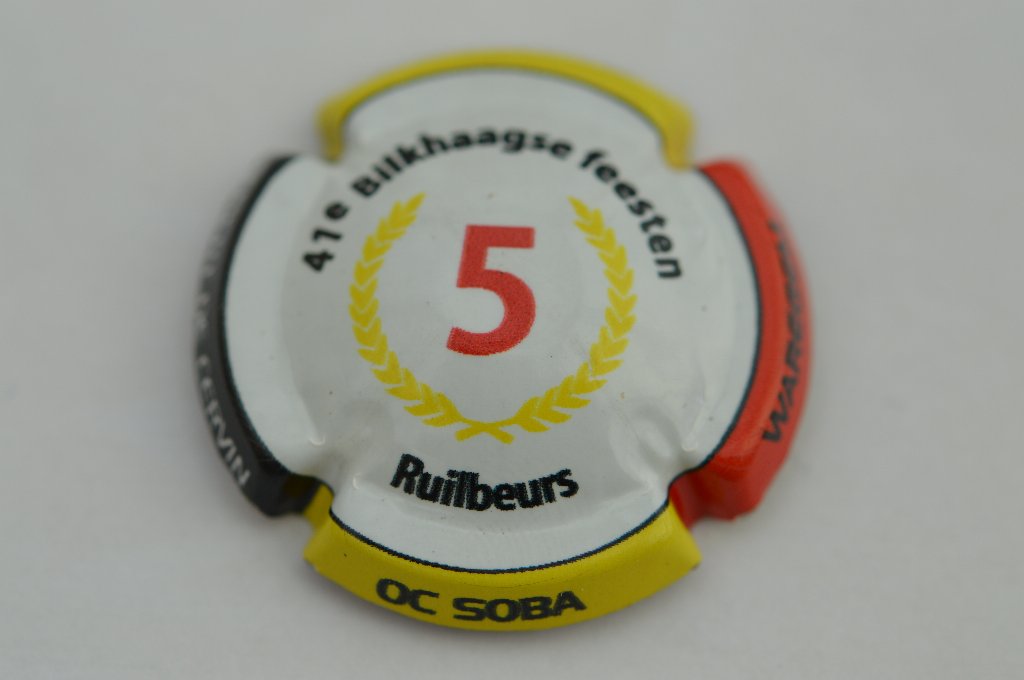 41e Bilkhaagse feesten
5
Ruilbeurs
OC SOBA